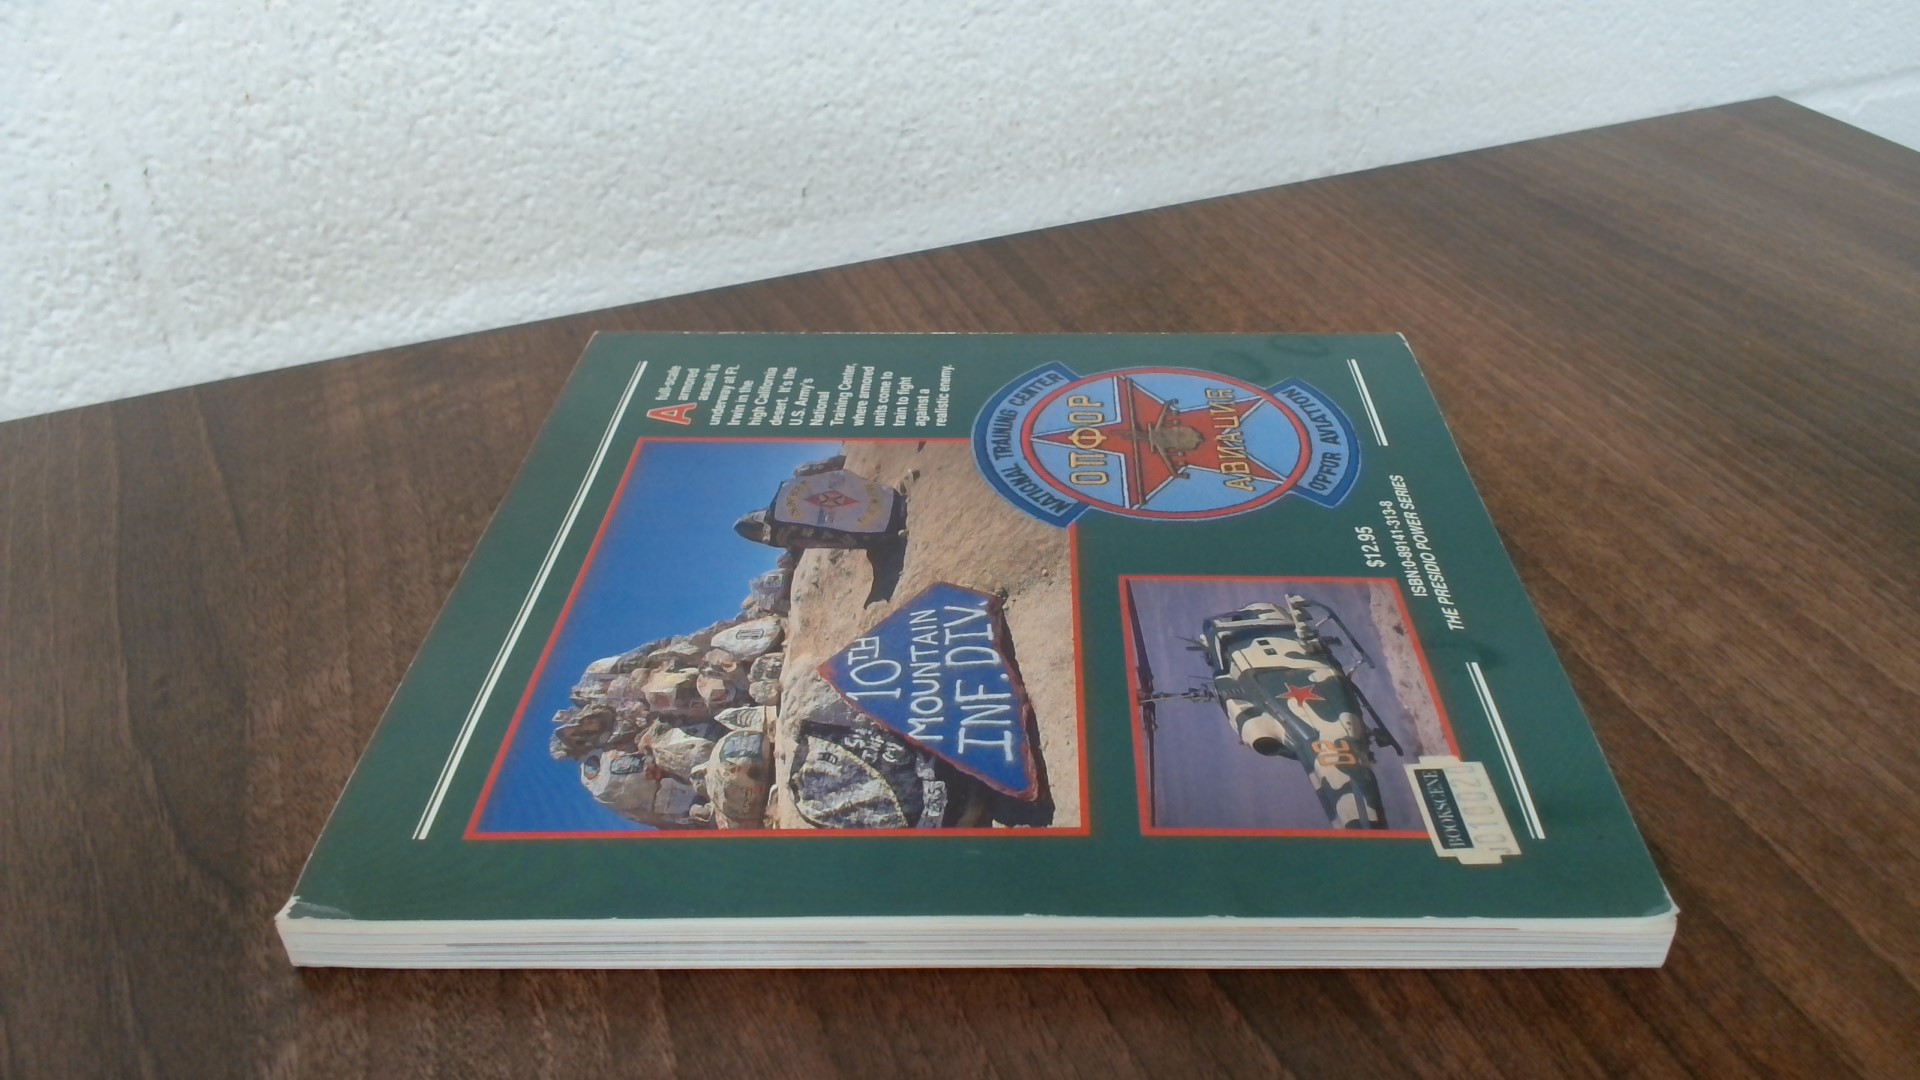 A full-scale
armored
assault is
underway at Ft.
Irwin in the
high California
desert. It's the
U.S. Army's
National
Training Center,
where armored
units come to
train to fight
against a
realistic enemy.
NATIONAL TRAINING CENTER
ОПФОР
АВИАЦИЯ
OPFOR AVIATION
10TH
MOUNTAIN
INF. DIV.
02
$12.95
ISBN:0-89141-313-8
THE PRESIDIO POWER SERIES
BOOKSCENE